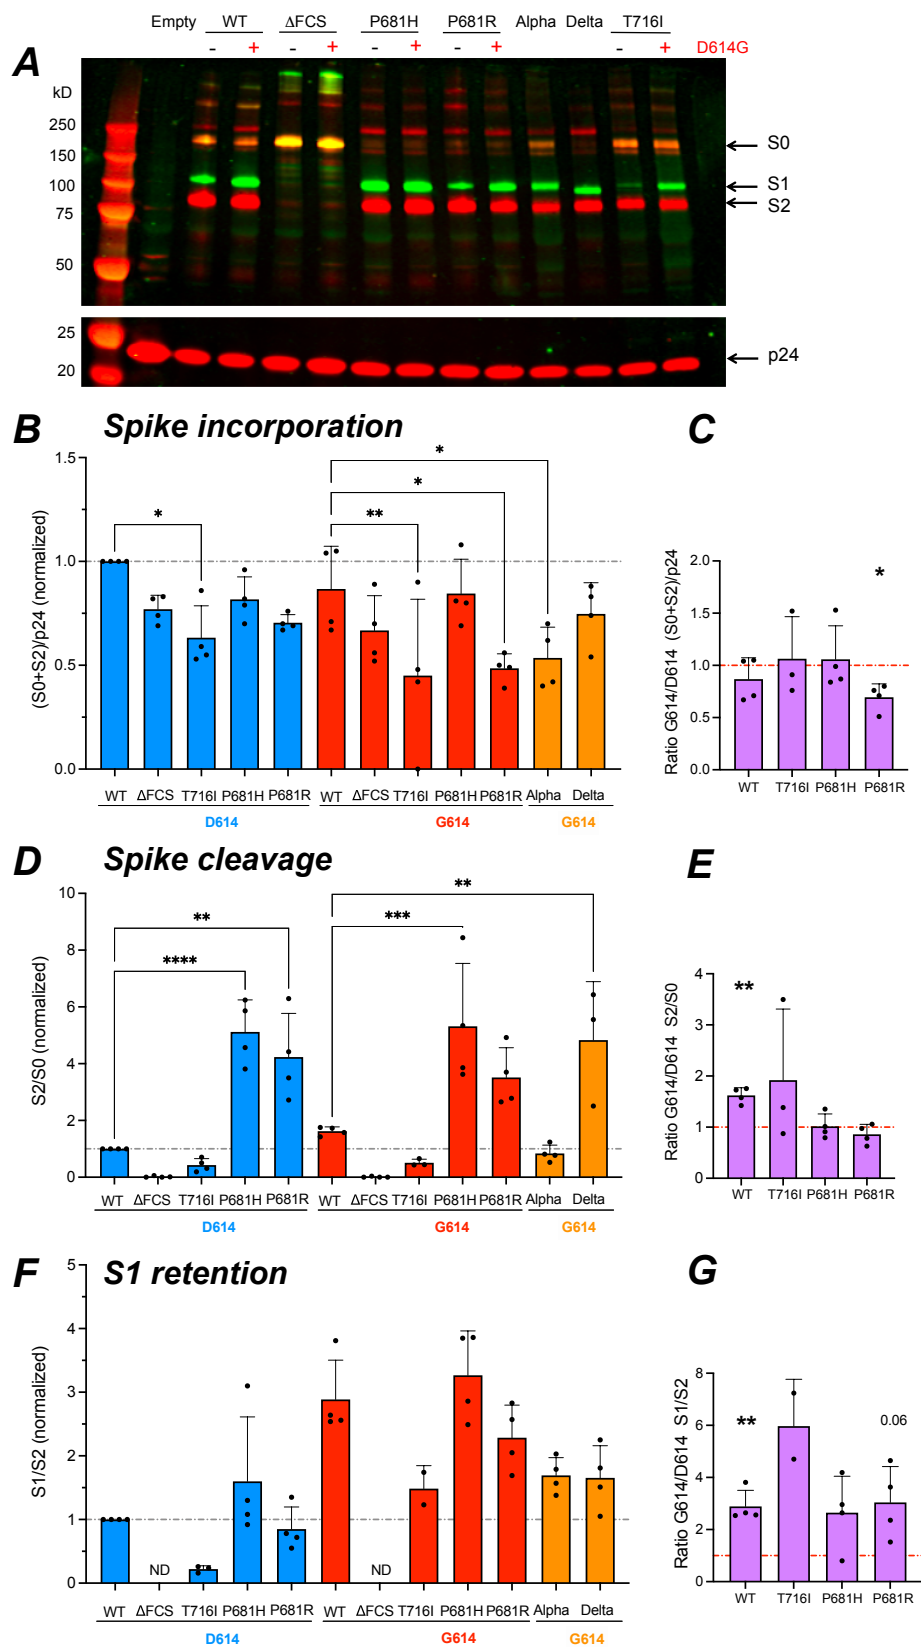 Empty WT ΔFCS P681H P681R Alpha Delta T716I
- + - + - + - + - + D614G
A
kD
250
150
100
75
50
S0
S1
S2
25
20
p24
B Spike incorporation
(S0+S2)/p24 (normalized)
1.5
1.0
0.5
0.0
* ** * *
WT ΔFCS T716I P681H P681R WT ΔFCS T716I P681H P681R Alpha Delta
D614 G614 G614
C
Ratio G614/D614 (S0+S2)/p24
2.0
1.5
1.0
0.5
0.0
*
WT T716I P681H P681R
D Spike cleavage
S2/S0 (normalized)
10
8
6
4
2
0
**** ** *** **
WT ΔFCS T716I P681H P681R WT ΔFCS T716I P681H P681R Alpha Delta
D614 G614 G614
E
Ratio G614/D614 S2/S0
4
3
2
1
0
**
WT T716I P681H P681R
F S1 retention
S1/S2 (normalized)
5
4
3
2
1
0
ND ND
WT ΔFCS T716I P681H P681R WT ΔFCS T716I P681H P681R Alpha Delta
D614 G614 G614
G
Ratio G614/D614 S1/S2
8
6
4
2
0
** 0.06
WT T716I P681H P681R